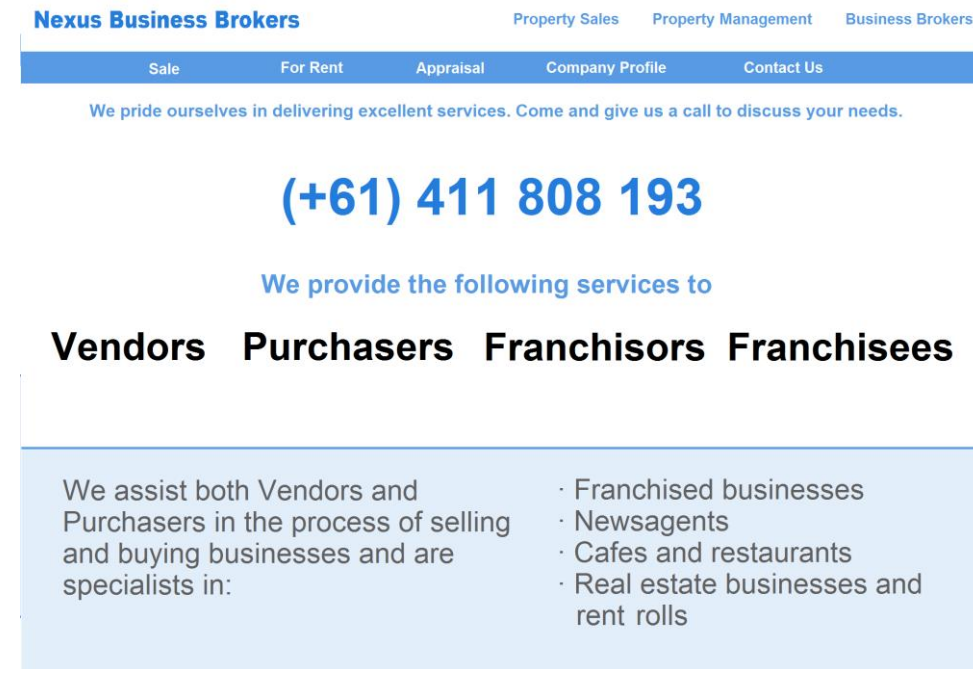 Nexus Business Brokers
Property Sales Property Management Business Brokers
Sale For Rent Appraisal Company Profile Contact Us
We pride ourselves in delivering excellent services. Come and give us a call to discuss your needs.
(+61) 411 808 193
We provide the following services to
Vendors Purchasers Franchisors Franchisees
We assist both Vendors and
Purchasers in the process of selling
and buying businesses and are
specialists in:
· Franchised businesses
· Newsagents
· Cafes and restaurants
· Real estate businesses and
rent rolls